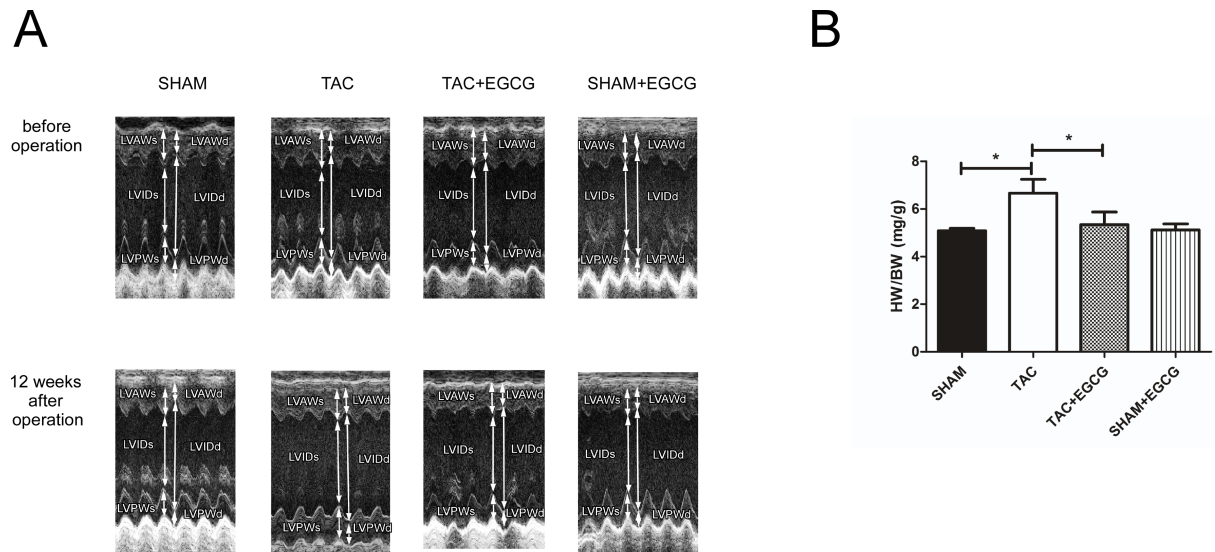 A
B
SHAM TAC TAC+EGCG SHAM+EGCG
before
operation
LVAWs LVAWd LVAWs LVAWd LVAWs LVAWd LVAWs LVAWd
LVIDs LVIDd LVIDs LVIDd LVIDs LVIDd LVIDs LVIDd
LVPWs LVPWd LVPWs LVPWd LVPWs LVPWd LVPWs LVPWd
12 weeks
after
operation
LVAWs LVAWd LVAWs LVAWd LVAWs LVAWd LVAWs LVAWd
LVIDs LVIDd LVIDs LVIDd LVIDs LVIDd LVIDs LVIDd
LVPWs LVPWd LVPWs LVPWd LVPWs LVPWd LVPWs LVPWd
HW/BW (mg/g)
8
6
4
2
0
*
*
SHAM
TAC
TAC+EGCG
SHAM+EGCG